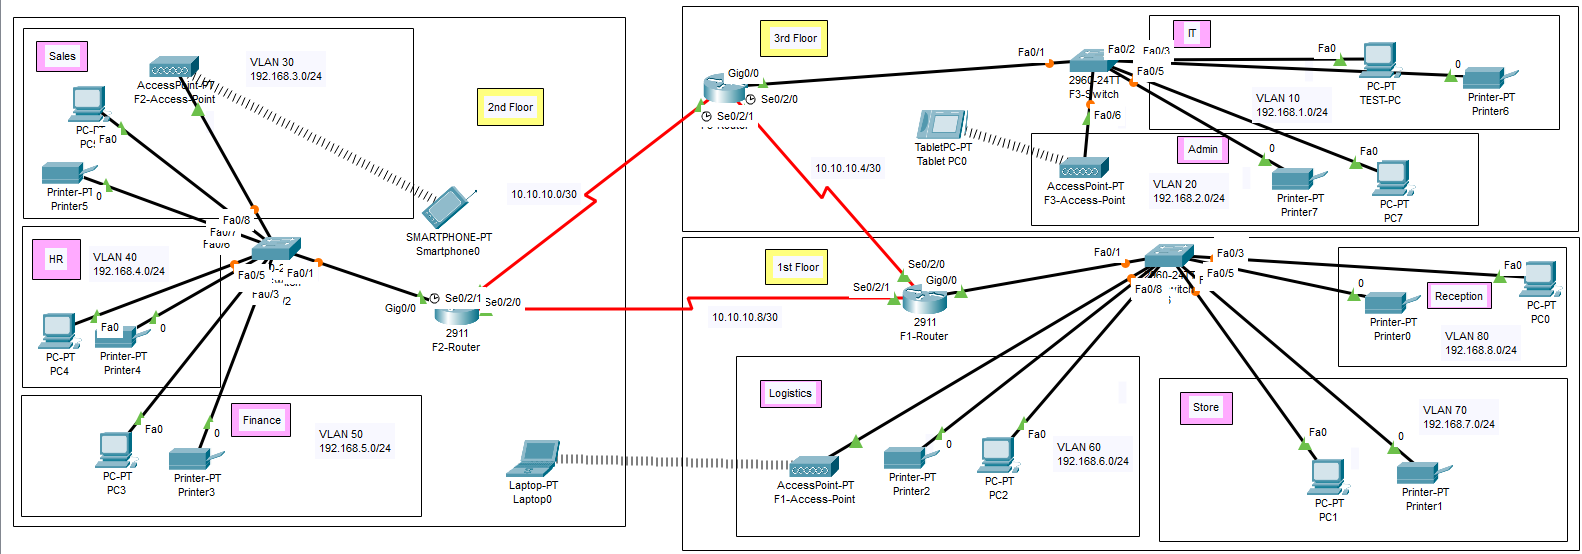 Sales
AccessPoint-PT
F2-Access-Point
VLAN 30
192.168.3.0/24
2nd Floor
Fa0
Printer-PT
Printer5
0
Fa0/8
Fa0/7
Fa0/6
SMARTPHONE-PT
Smartphone0
HR
VLAN 40
192.168.4.0/24
Fa0/5
Fa0/1
Fa0/3
Gig0/0
Se0/2/1
Se0/2/0
2911
F2-Router
PC-PT
PC4
Fa0
Printer-PT
Printer4
0
Finance
VLAN 50
192.168.5.0/24
PC-PT
PC3
Fa0
Printer-PT
Printer3
0
10.10.10.0/30
10.10.10.4/30
10.10.10.8/30
3rd Floor
Gig0/0
Se0/2/0
Se0/2/1
Fa0/1
Fa0/2
Fa0/3
Fa0/5
2960-24TT
F3-Switch
Fa0/6
IT
Fa0
PC-PT
TEST-PC
0
Printer-PT
Printer6
VLAN 10
192.168.1.0/24
TabletPC-PT
Tablet PC0
AccessPoint-PT
F3-Access-Point
Admin
VLAN 20
192.168.2.0/24
0
Printer-PT
Printer7
Fa0
PC-PT
PC7
1st Floor
Se0/2/0
Se0/2/1
Gig0/0
2911
F1-Router
Fa0/1
Fa0/3
Fa0/5
Fa0/8
Fa0
PC-PT
PC0
0
Printer-PT
Printer0
Reception
VLAN 80
192.168.8.0/24
Logistics
AccessPoint-PT
F1-Access-Point
0
Printer-PT
Printer2
Fa0
PC-PT
PC2
VLAN 60
192.168.6.0/24
Laptop-PT
Laptop0
Store
VLAN 70
192.168.7.0/24
Fa0
PC-PT
PC1
0
Printer-PT
Printer1